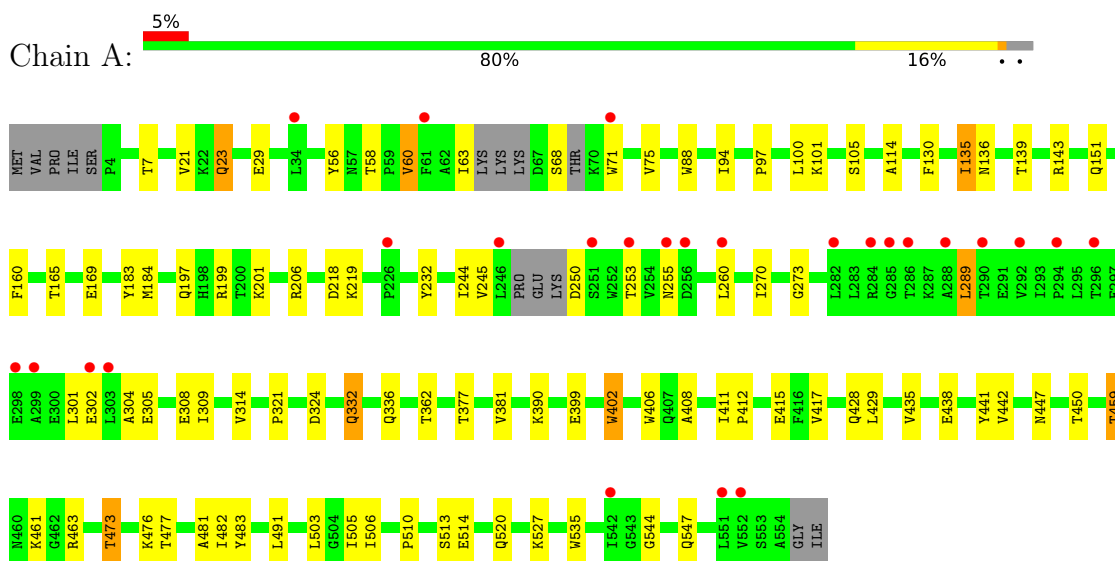 5%
Chain A:
80% 16% • •
MET VAL PRO ILE SER P4 T7 V21 K22 Q23 E29 L34 Y56 N57 T58 P59 V60 F61 A62 I63 LYS LYS LYS D67 S68 THR K70 W71 V75 W88 I94 P97 L100 K101 S105 A114 F130 I135 N136 T139 R143 Q151
F160 T165 E169 Y183 M184 Q197 H198 R199 T200 K201 R206 D218 K219 P226 Y232 I244 V245 L246 PRO GLU LYS D250 S251 W252 T253 V254 N255 D256 L260 I270 G273 L282 L283 R284 G285 T286 K287 A288 L289 T290 E291 V292 I293 P294 L295 T296 E297
E298 A299 E300 L301 E302 L303 A304 E305 E308 I309 V314 P321 D324 Q332 Q336 T362 T377 V381 K390 E399 W402 W406 Q407 A408 I411 P412 E415 F416 V417 Q428 L429 V435 E438 Y441 V442 N447 T450 T459
N460 K461 G462 R463 T473 K476 T477 A481 I482 Y483 L491 L503 G504 I505 I506 P510 S513 E514 Q520 K527 W535 I542 G543 G544 Q547 L551 V552 S553 A554 GLY ILE